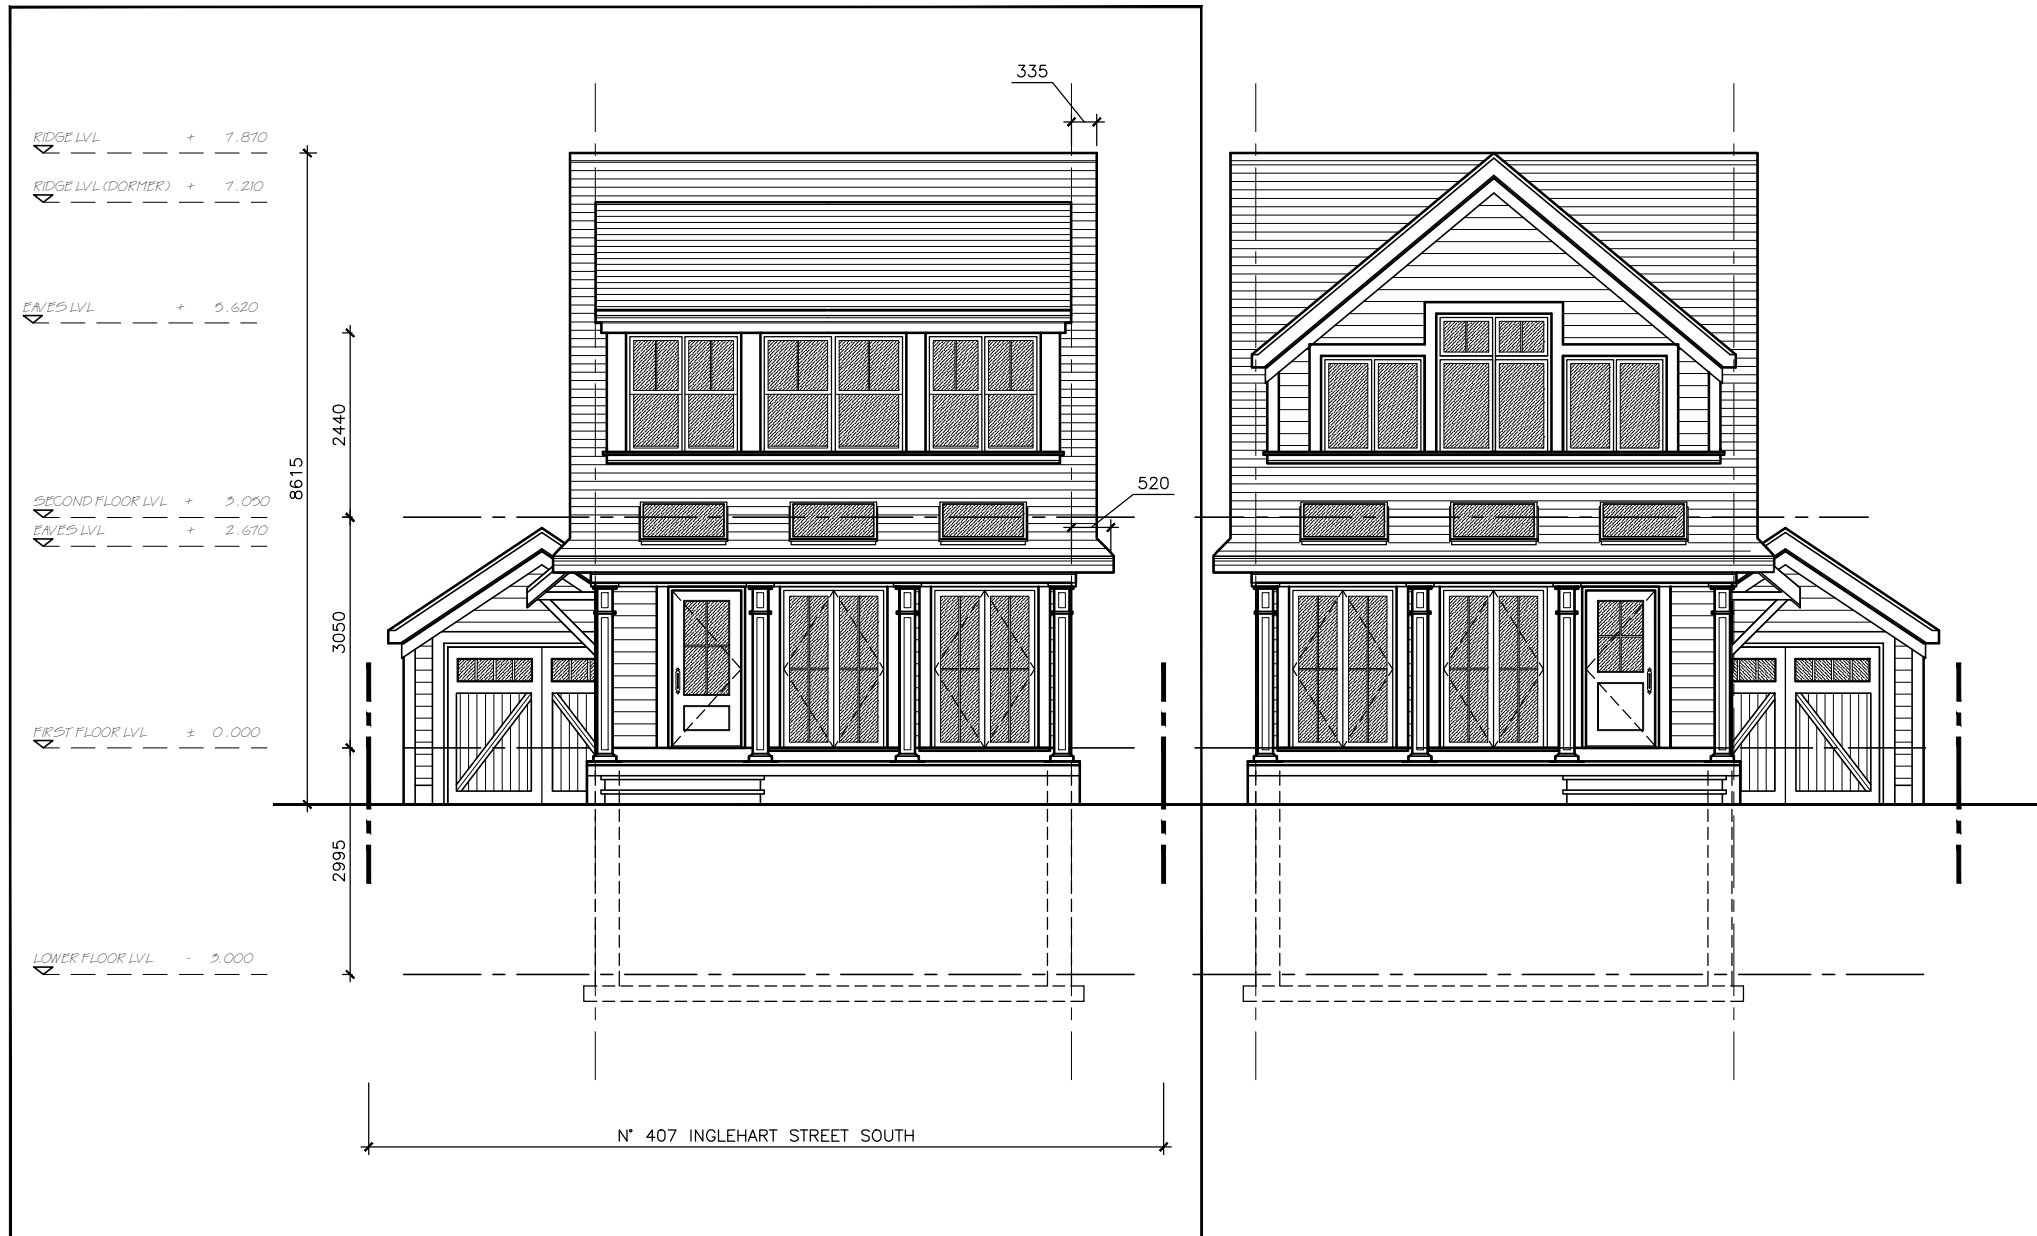 335
RIDGE LVL + 7.870
RIDGE LVL (DORMER) + 7.210
EAVES LVL + 5.620
2440
8615
520
SECOND FLOOR LVL + 3.050
EAVES LVL + 2.670
3050
FIRST FLOOR LVL ± 0.000
2995
LOWER FLOOR LVL - 3.000
N° 407 INGLEHART STREET SOUTH